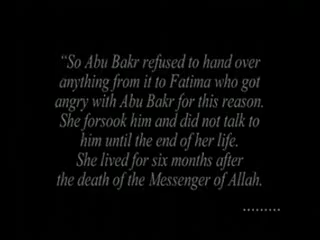 “So Abu Bakr refused to hand over
anything from it to Fatima who got
angry with Abu Bakr for this reason.
She forsook him and did not talk to
him until the end of her life.
She lived for six months after
the death of the Messenger of Allah.
.........